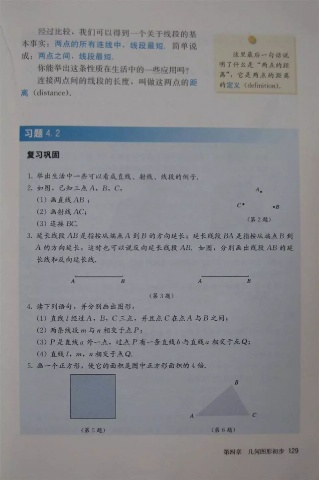 经过比较，我们可以得到一个关于线段的基
本事实：两点的所有连线中，线段最短．简单说
成：两点之间，线段最短．
你能举出这条性质在生活中的一些应用吗？
连接两点间的线段的长度，叫做这两点的距
离（distance）．
这里最后一句话说
明了什么是“两点的距
离”，它是两点的距离
的定义（definition）．
习题 4.2
复习巩固
1. 举出生活中一些可以看成直线、射线、线段的例子．
2. 如图，已知三点 A，B，C，
（1）画直线 AB；
（2）画射线 AC；
（3）连接 BC．
A
C
B
（第 2 题）
3. 延长线段 AB 是指按从端点 A 到 B 的方向延长；延长线段 BA 是指按从端点 B 到
A 的方向延长，这时也可以说反向延长线段 AB．如图，分别画出线段 AB 的延
长线和反向延长线．
A B A B
（第 3 题）
4. 读下列语句，并分别画出图形：
（1）直线 l 经过 A，B，C 三点，并且点 C 在点 A 与 B 之间；
（2）两条线段 m 与 n 相交于点 P；
（3）P 是直线 a 外一点，过点 P 有一条直线 b 与直线 a 相交于点 Q；
（4）直线 l，m，n 相交于点 Q．
5. 画一个正方形，使它的面积是图中正方形面积的 4 倍．
B
A C
（第 5 题） （第 6 题）
第四章 几何图形初步 129